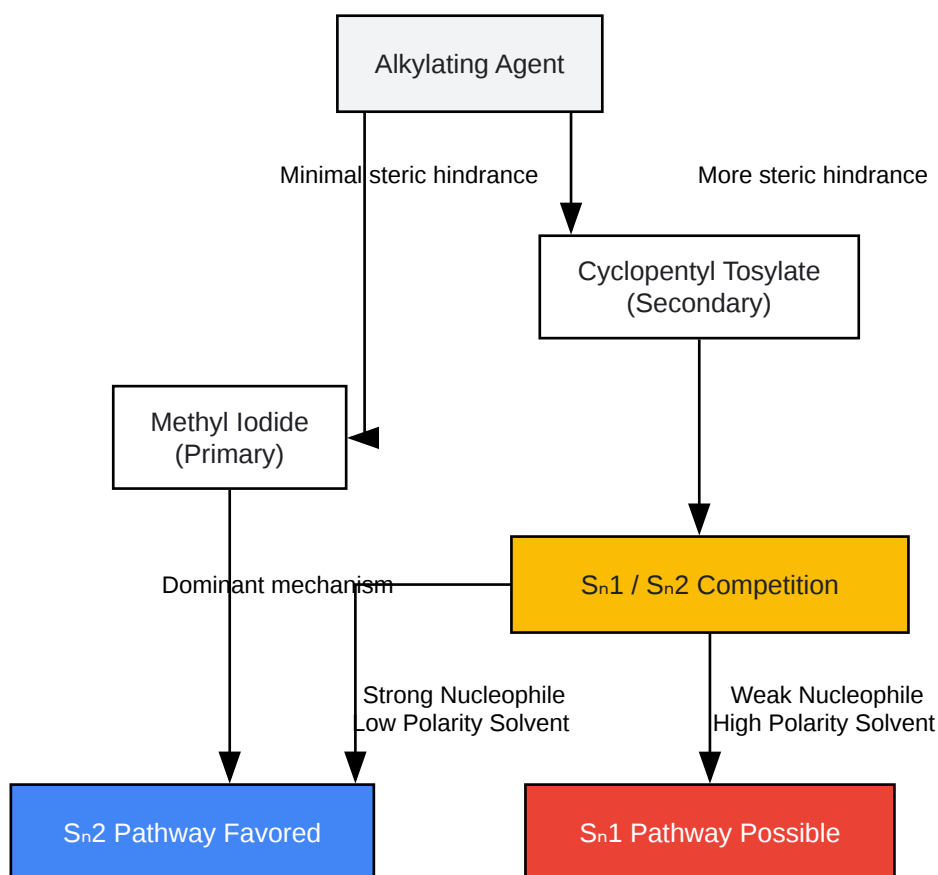 Alkylating Agent
Minimal steric hindrance
More steric hindrance
Cyclopentyl Tosylate
(Secondary)
Methyl Iodide
(Primary)
Dominant mechanism
Sₙ1 / Sₙ2 Competition
Strong Nucleophile
Low Polarity Solvent
Weak Nucleophile
High Polarity Solvent
Sₙ2 Pathway Favored
Sₙ1 Pathway Possible